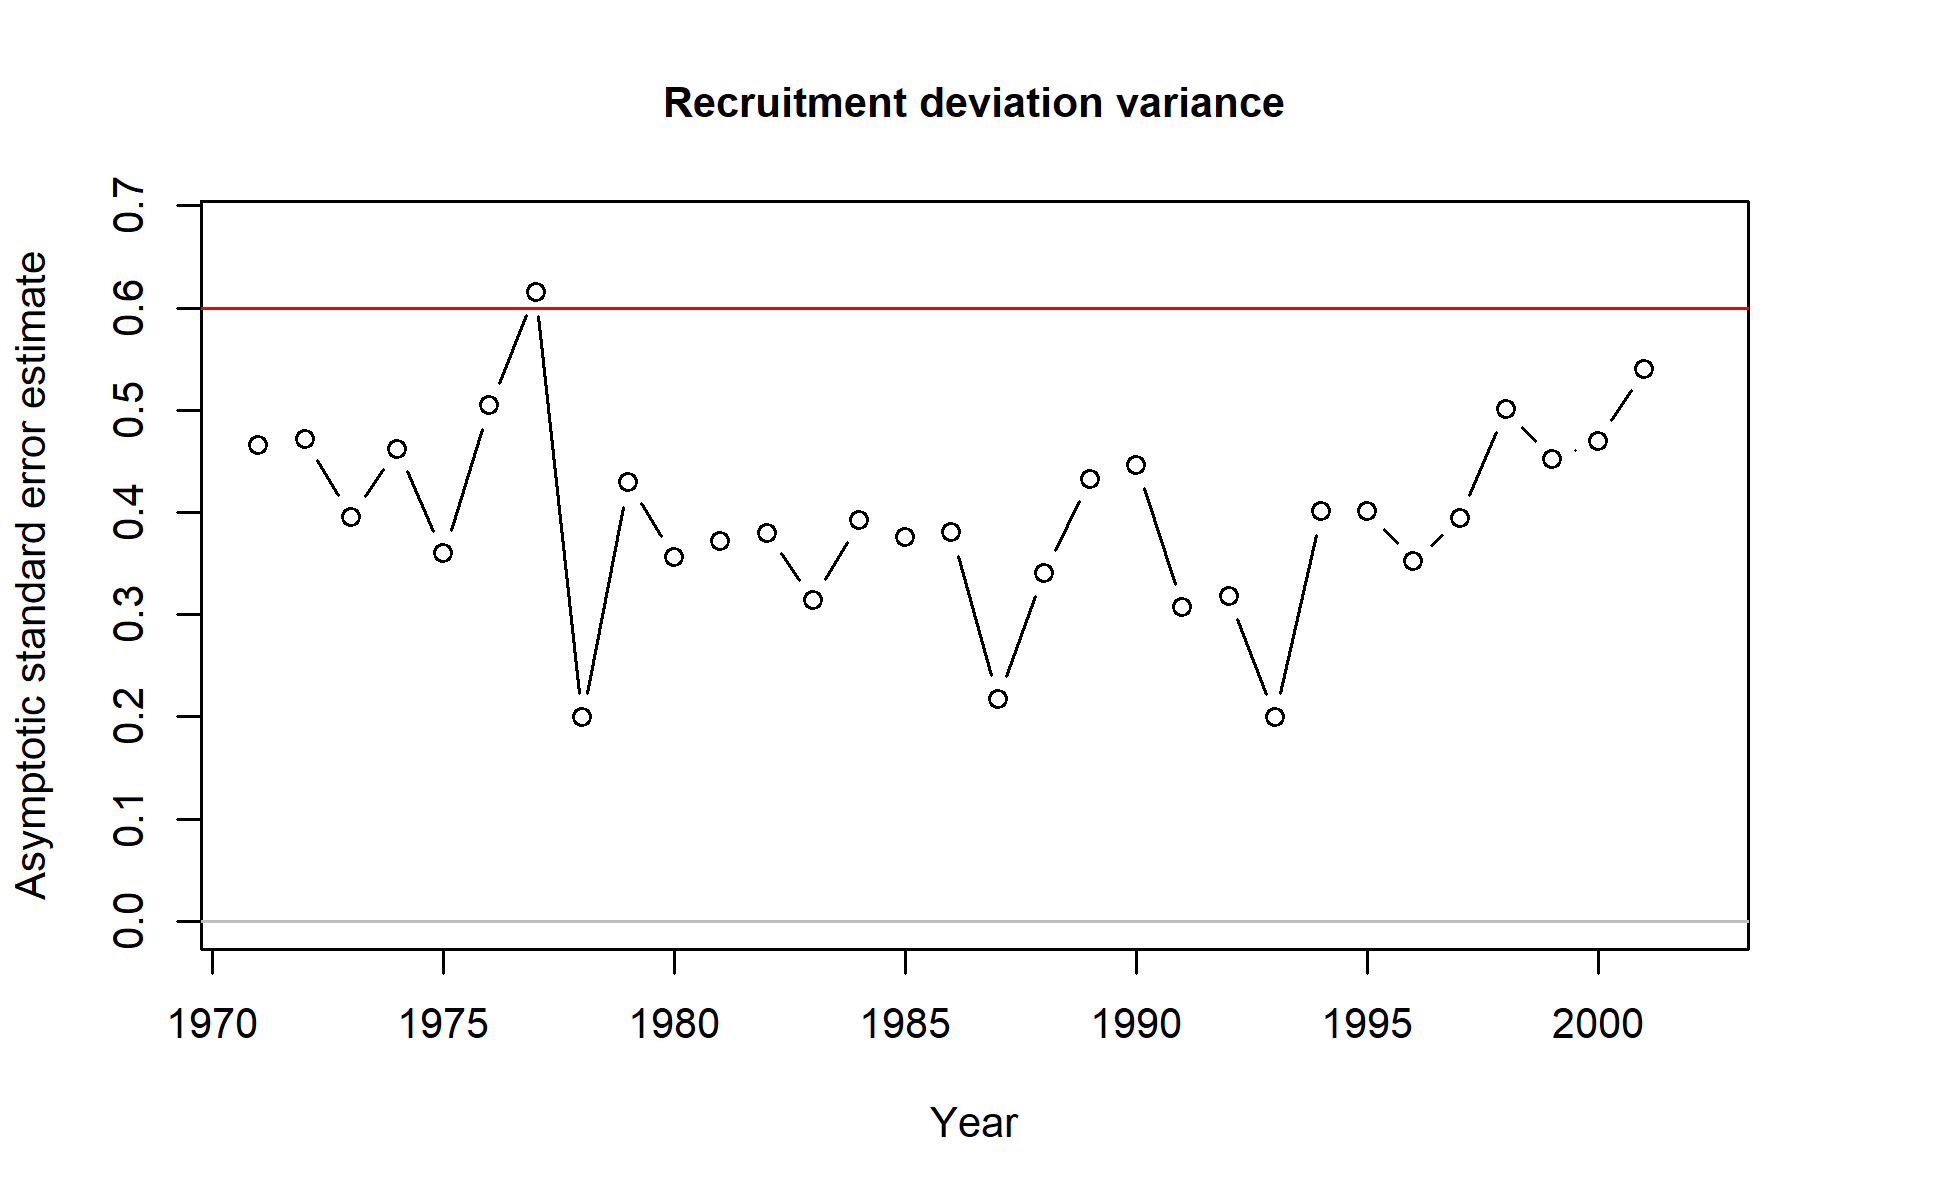 Recruitment deviation variance
Asymptotic standard error estimate
0.7
0.6
0.5
0.4
0.3
0.2
0.1
0.0
1970 1975 1980 1985 1990 1995 2000
Year